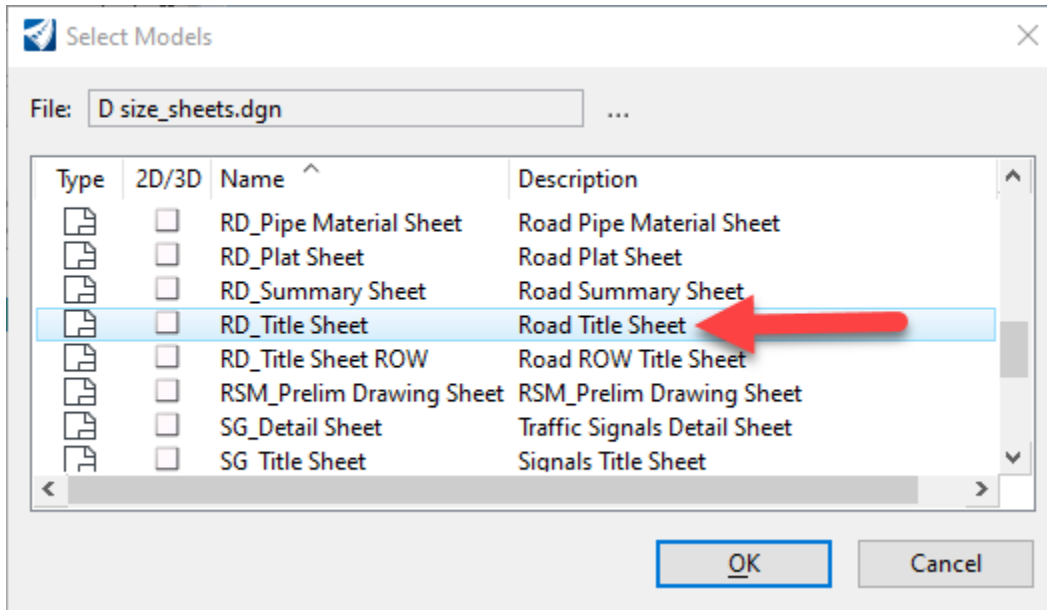 Select Models
File: D size_sheets.dgn ...
Type 2D/3D Name Description
RD_Pipe Material Sheet Road Pipe Material Sheet
RD_Plat Sheet Road Plat Sheet
RD_Summary Sheet Road Summary Sheet
RD_Title Sheet Road Title Sheet
RD_Title Sheet ROW Road ROW Title Sheet
RSM_Prelim Drawing Sheet RSM_Prelim Drawing Sheet
SG_Detail Sheet Traffic Signals Detail Sheet
SG_Title Sheet Signals Title Sheet
OK Cancel